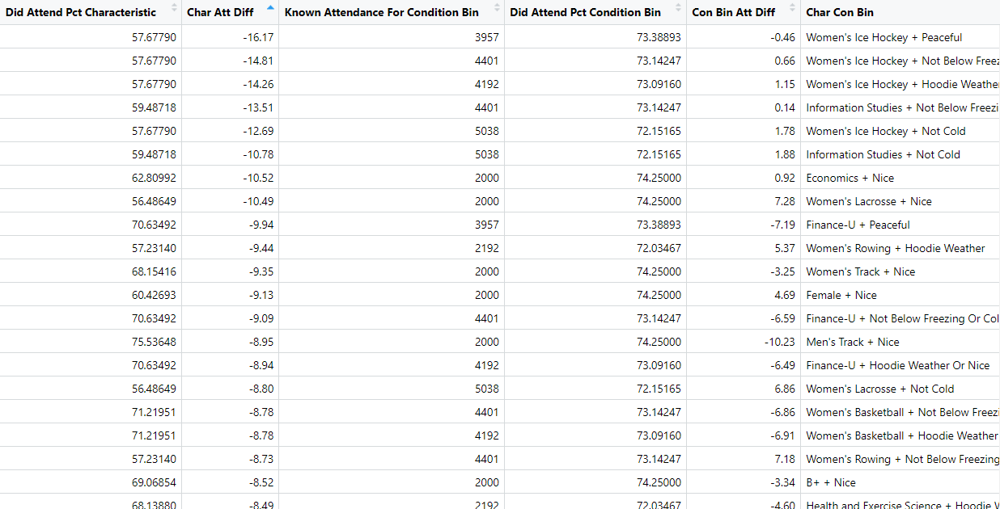 Did Attend Pct Characteristic Char Att Diff Known Attendance For Condition Bin Did Attend Pct Condition Bin Con Bin Att Diff Char Con Bin
57.67790 -16.17 3957 73.38893 -0.46 Women's Ice Hockey + Peaceful
57.67790 -14.81 4401 73.14247 0.66 Women's Ice Hockey + Not Below Freez
57.67790 -14.26 4192 73.09160 1.15 Women's Ice Hockey + Hoodie Weather
59.48718 -13.51 4401 73.14247 0.14 Information Studies + Not Below Freezi
57.67790 -12.69 5038 72.15165 1.78 Women's Ice Hockey + Not Cold
59.48718 -10.78 5038 72.15165 1.88 Information Studies + Not Cold
62.80992 -10.52 2000 74.25000 0.92 Economics + Nice
56.48649 -10.49 2000 74.25000 7.28 Women's Lacrosse + Nice
70.63492 -9.94 3957 73.38893 -7.19 Finance-U + Peaceful
57.23140 -9.44 2192 72.03467 5.37 Women's Rowing + Hoodie Weather
68.15416 -9.35 2000 74.25000 -3.25 Women's Track + Nice
60.42693 -9.13 2000 74.25000 4.69 Female + Nice
70.63492 -9.09 4401 73.14247 -6.59 Finance-U + Not Below Freezing Or Col
75.53648 -8.95 2000 74.25000 -10.23 Men's Track + Nice
70.63492 -8.94 4192 73.09160 -6.49 Finance-U + Hoodie Weather Or Nice
56.48649 -8.80 5038 72.15165 6.86 Women's Lacrosse + Not Cold
71.21951 -8.78 4401 73.14247 -6.86 Women's Basketball + Not Below Freezi
71.21951 -8.78 4192 73.09160 -6.91 Women's Basketball + Hoodie Weather
57.23140 -8.73 4401 73.14247 7.18 Women's Rowing + Not Below Freezing
69.06854 -8.52 2000 74.25000 -3.34 B+ + Nice
68.13880 -8.49 2192 72.03467 -4.60 Health and Exercise Science + Hoodie W